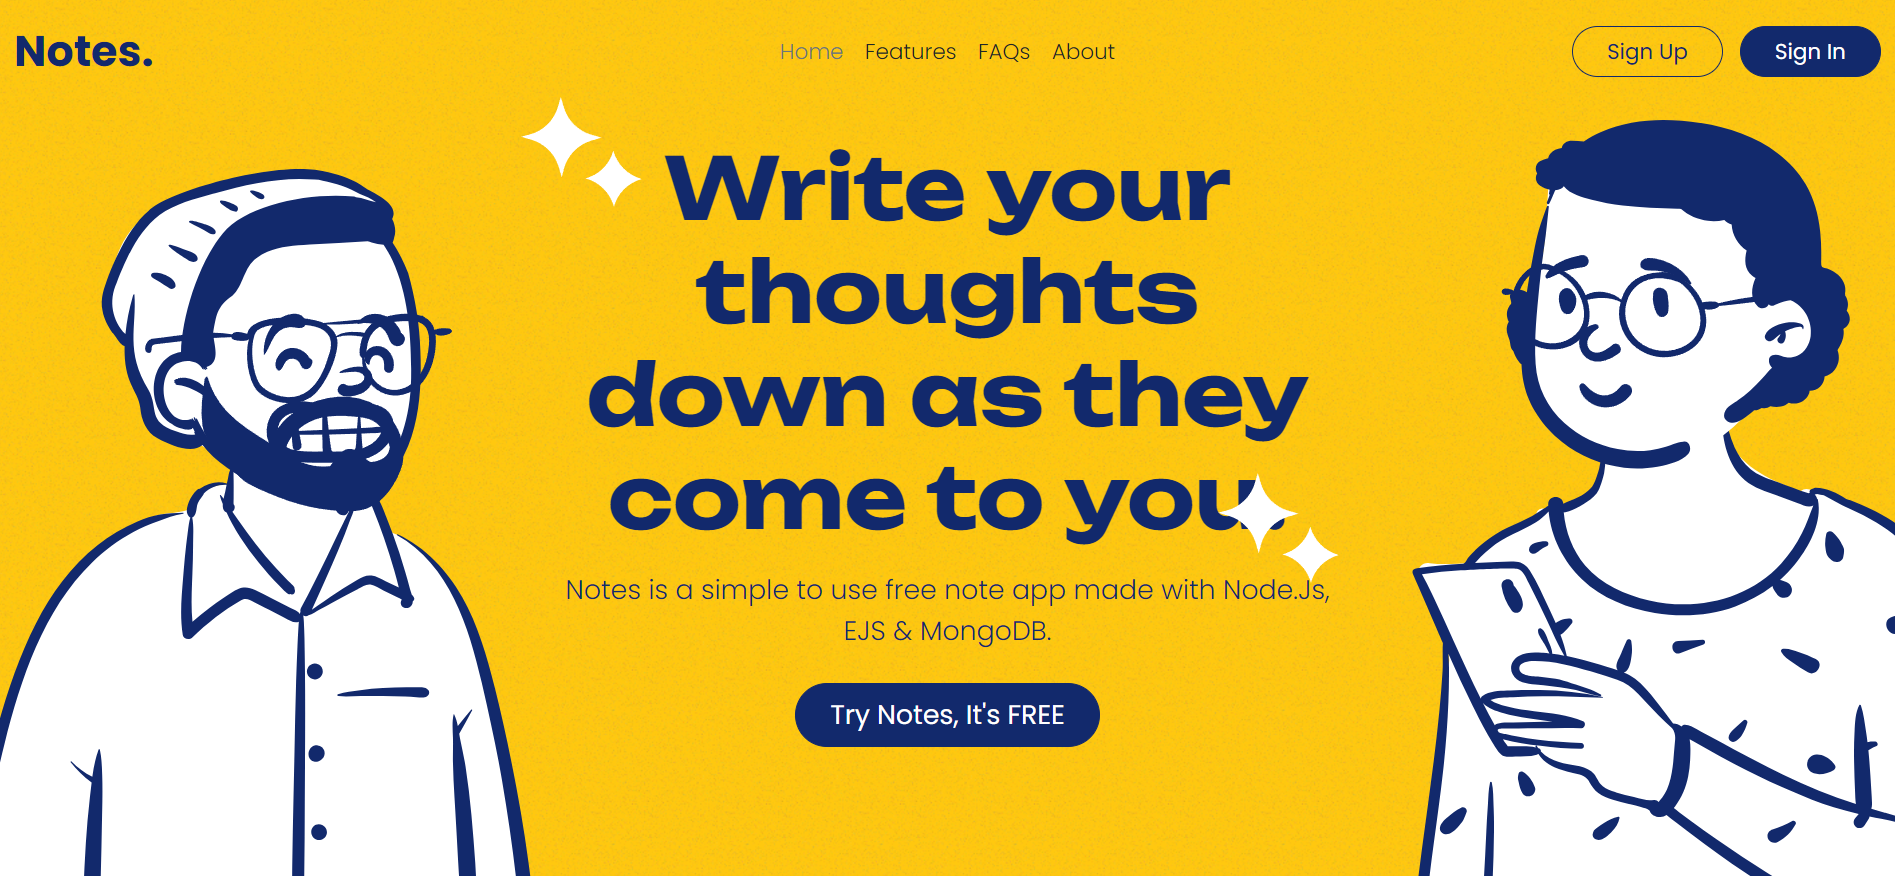 Notes.
Home Features FAQs About
Sign Up Sign In
Write your
thoughts
down as they
come to you.
Notes is a simple to use free note app made with Node.Js,
EJS & MongoDB.
Try Notes, It's FREE